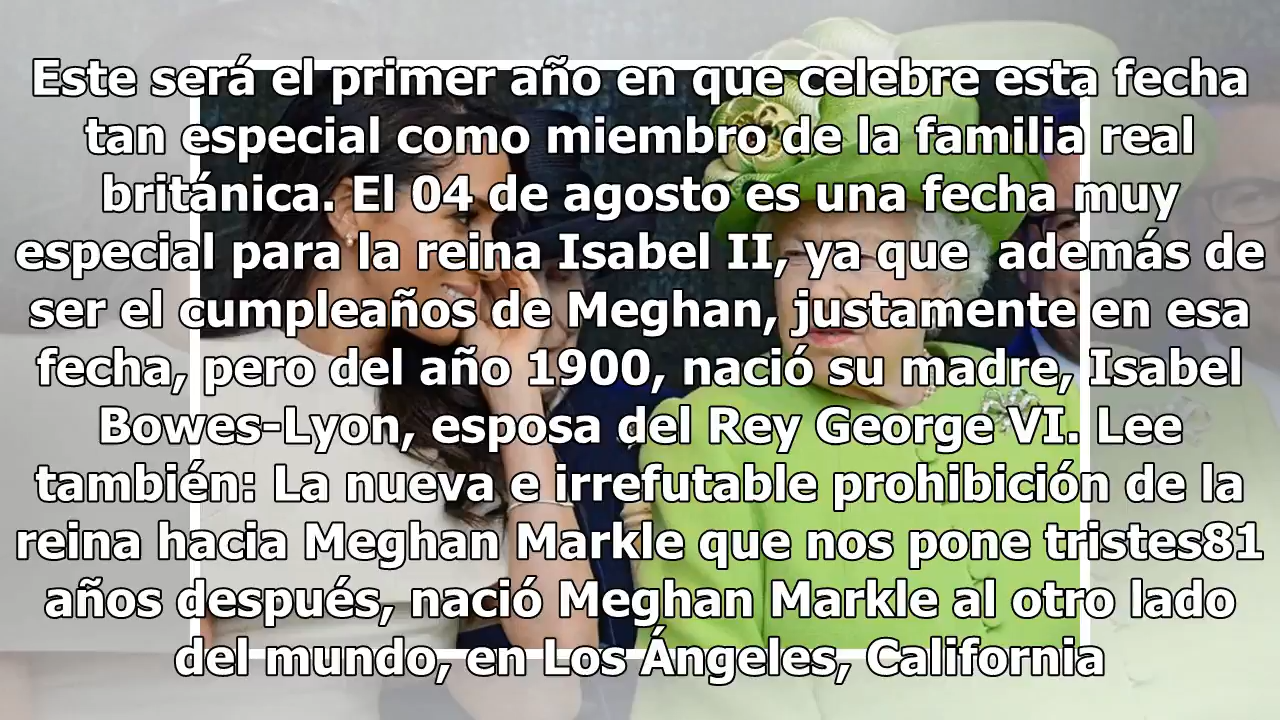 Este será el primer año en que celebre esta fecha
tan especial como miembro de la familia real
británica. El 04 de agosto es una fecha muy
especial para la reina Isabel II, ya que  además de
ser el cumpleaños de Meghan, justamente en esa
fecha, pero del año 1900, nació su madre, Isabel
Bowes-Lyon, esposa del Rey George VI. Lee
también: La nueva e irrefutable prohibición de la
reina hacia Meghan Markle que nos pone tristes81
años después, nació Meghan Markle al otro lado
del mundo, en Los Ángeles, California